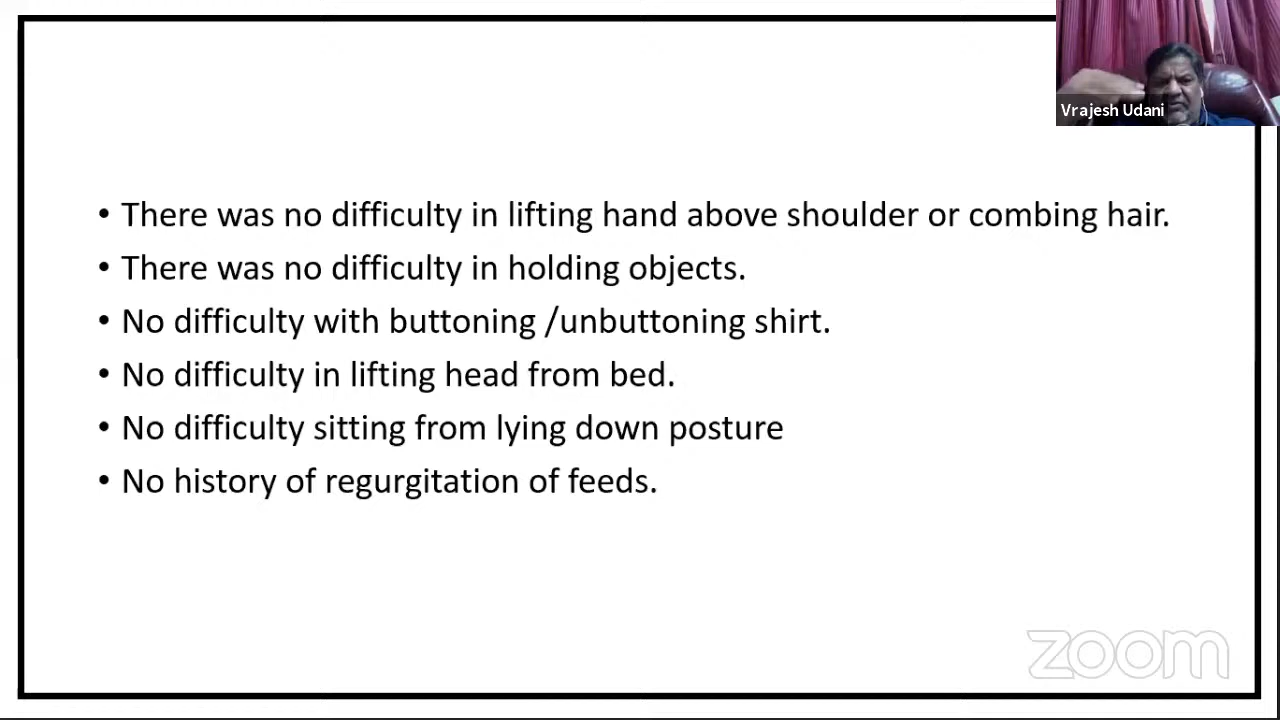 Vrajesh Udani
• There was no difficulty in lifting hand above shoulder or combing hair.
• There was no difficulty in holding objects.
• No difficulty with buttoning /unbuttoning shirt.
• No difficulty in lifting head from bed.
• No difficulty sitting from lying down posture
• No history of regurgitation of feeds.
zoom